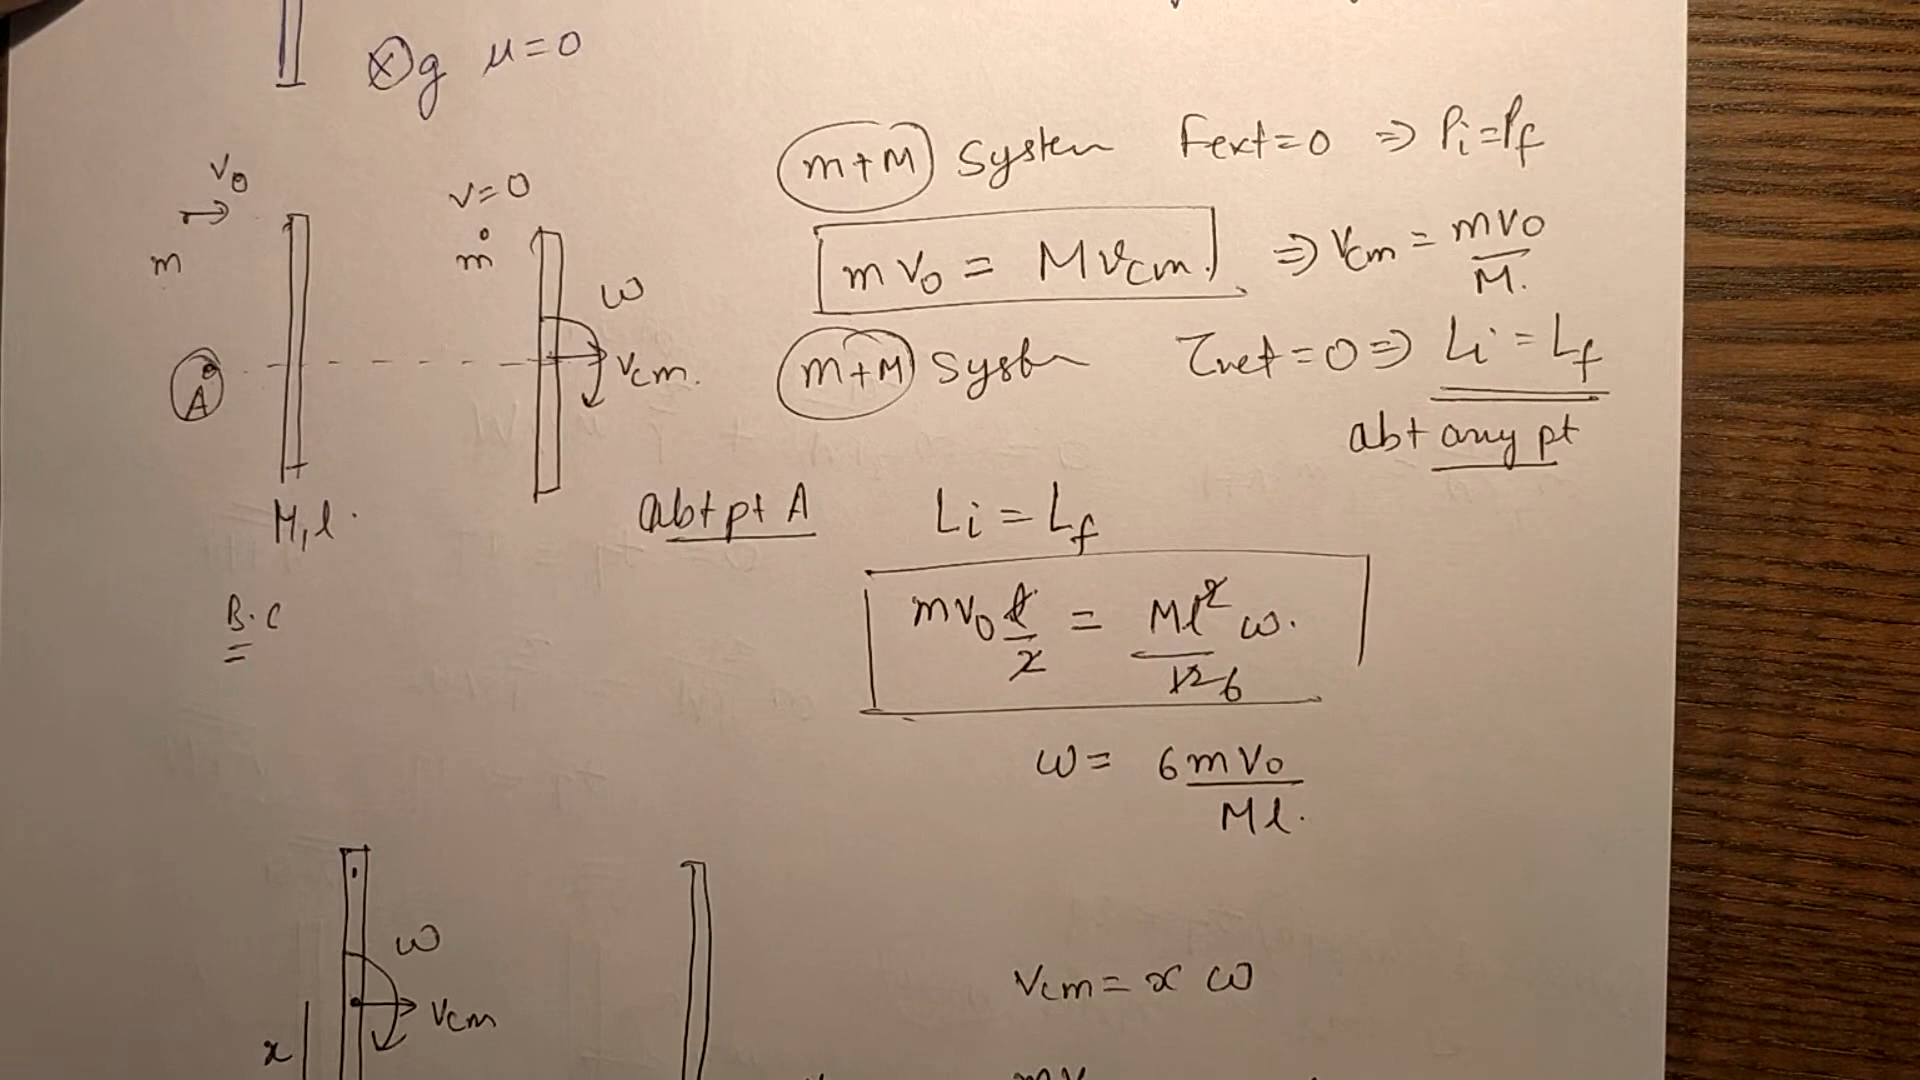 ⊗g μ=0
(m+M) System Fext=0 ⇒ Pi=Pf
v0
m
M,l.
A
v=0
m
ω
vcm.
mv0 = Mvcm. ⇒ Vcm = mv0/M.
(m+M) System τnet=0⇒ Li=Lf
abt any pt
abt pt A Li=Lf
B.C
mv0 l/2 = Ml²/12 6 ω.
ω= 6mv0/Ml.
ω
vcm
x
Vcm= x ω